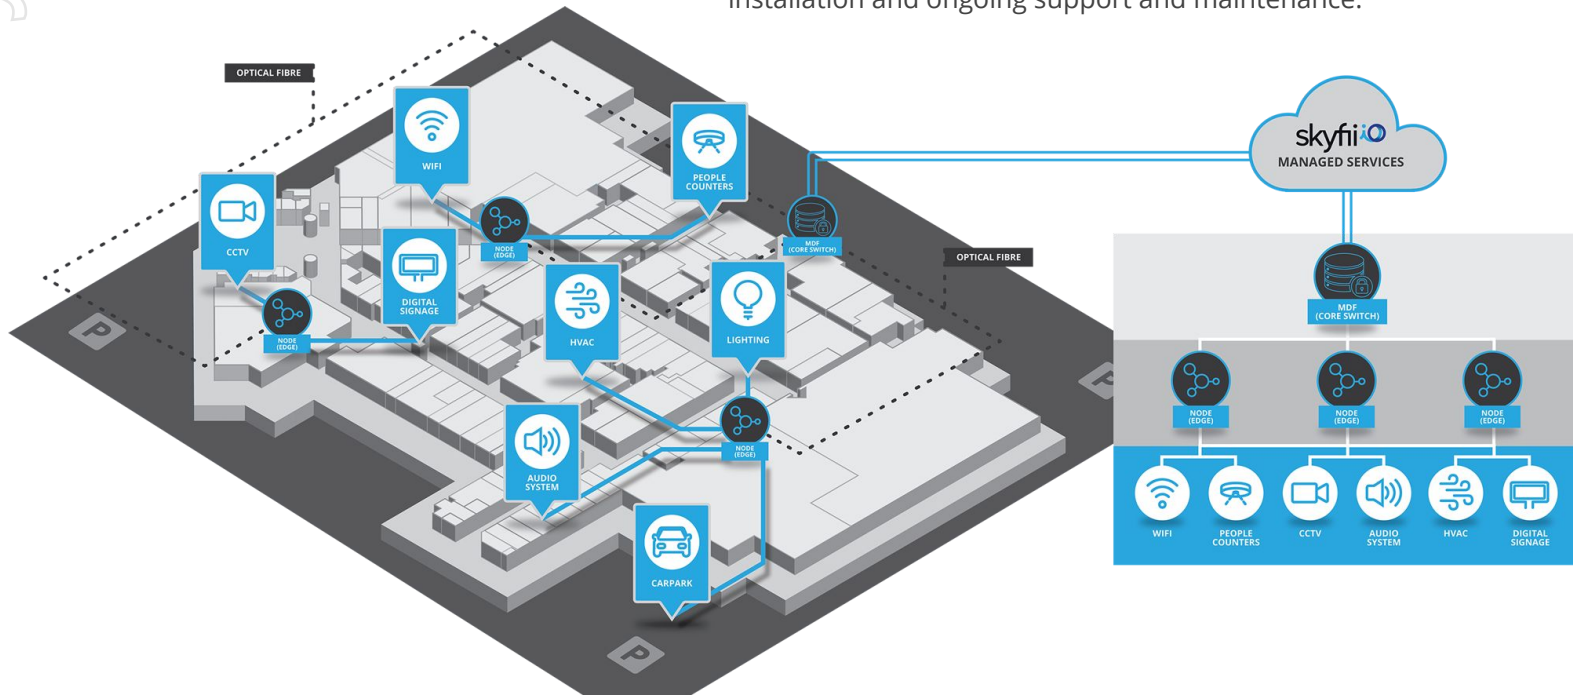 installation and ongoing support and maintenance.
OPTICAL FIBRE
WIFI
PEOPLE
COUNTERS
skyfii iO
MANAGED SERVICES
CCTV
NODE
(EDGE)
MDF
(CORE SWITCH)
OPTICAL FIBRE
DIGITAL
SIGNAGE
HVAC
LIGHTING
NODE
(EDGE)
P
P
MDF
(CORE SWITCH)
NODE
(EDGE)
NODE
(EDGE)
NODE
(EDGE)
NODE
(EDGE)
AUDIO
SYSTEM
WIFI
PEOPLE
COUNTERS
CCTV
AUDIO
SYSTEM
HVAC
DIGITAL
SIGNAGE
CARPARK
P